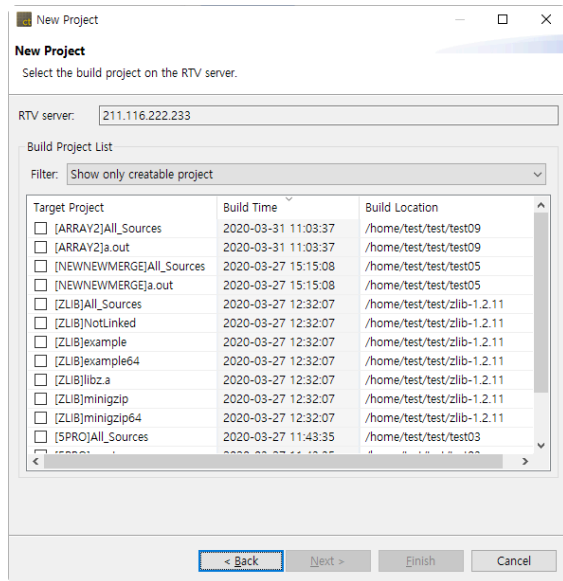 ct New Project
New Project
Select the build project on the RTV server.
RTV server: 211.116.222.233
Build Project List
Filter: Show only creatable project
Target Project Build Time Build Location
[ARRAY2]All_Sources 2020-03-31 11:03:37 /home/test/test/test09
[ARRAY2]a.out 2020-03-31 11:03:37 /home/test/test/test09
[NEWNEWMERGE]All_Sources 2020-03-27 15:15:08 /home/test/test/test05
[NEWNEWMERGE]a.out 2020-03-27 15:15:08 /home/test/test/test05
[ZLIB]All_Sources 2020-03-27 12:32:07 /home/test/test/zlib-1.2.11
[ZLIB]NotLinked 2020-03-27 12:32:07 /home/test/test/zlib-1.2.11
[ZLIB]example 2020-03-27 12:32:07 /home/test/test/zlib-1.2.11
[ZLIB]example64 2020-03-27 12:32:07 /home/test/test/zlib-1.2.11
[ZLIB]libz.a 2020-03-27 12:32:07 /home/test/test/zlib-1.2.11
[ZLIB]minigzip 2020-03-27 12:32:07 /home/test/test/zlib-1.2.11
[ZLIB]minigzip64 2020-03-27 12:32:07 /home/test/test/zlib-1.2.11
[5PRO]All_Sources 2020-03-27 11:43:35 /home/test/test/test03
< Back Next > Finish Cancel